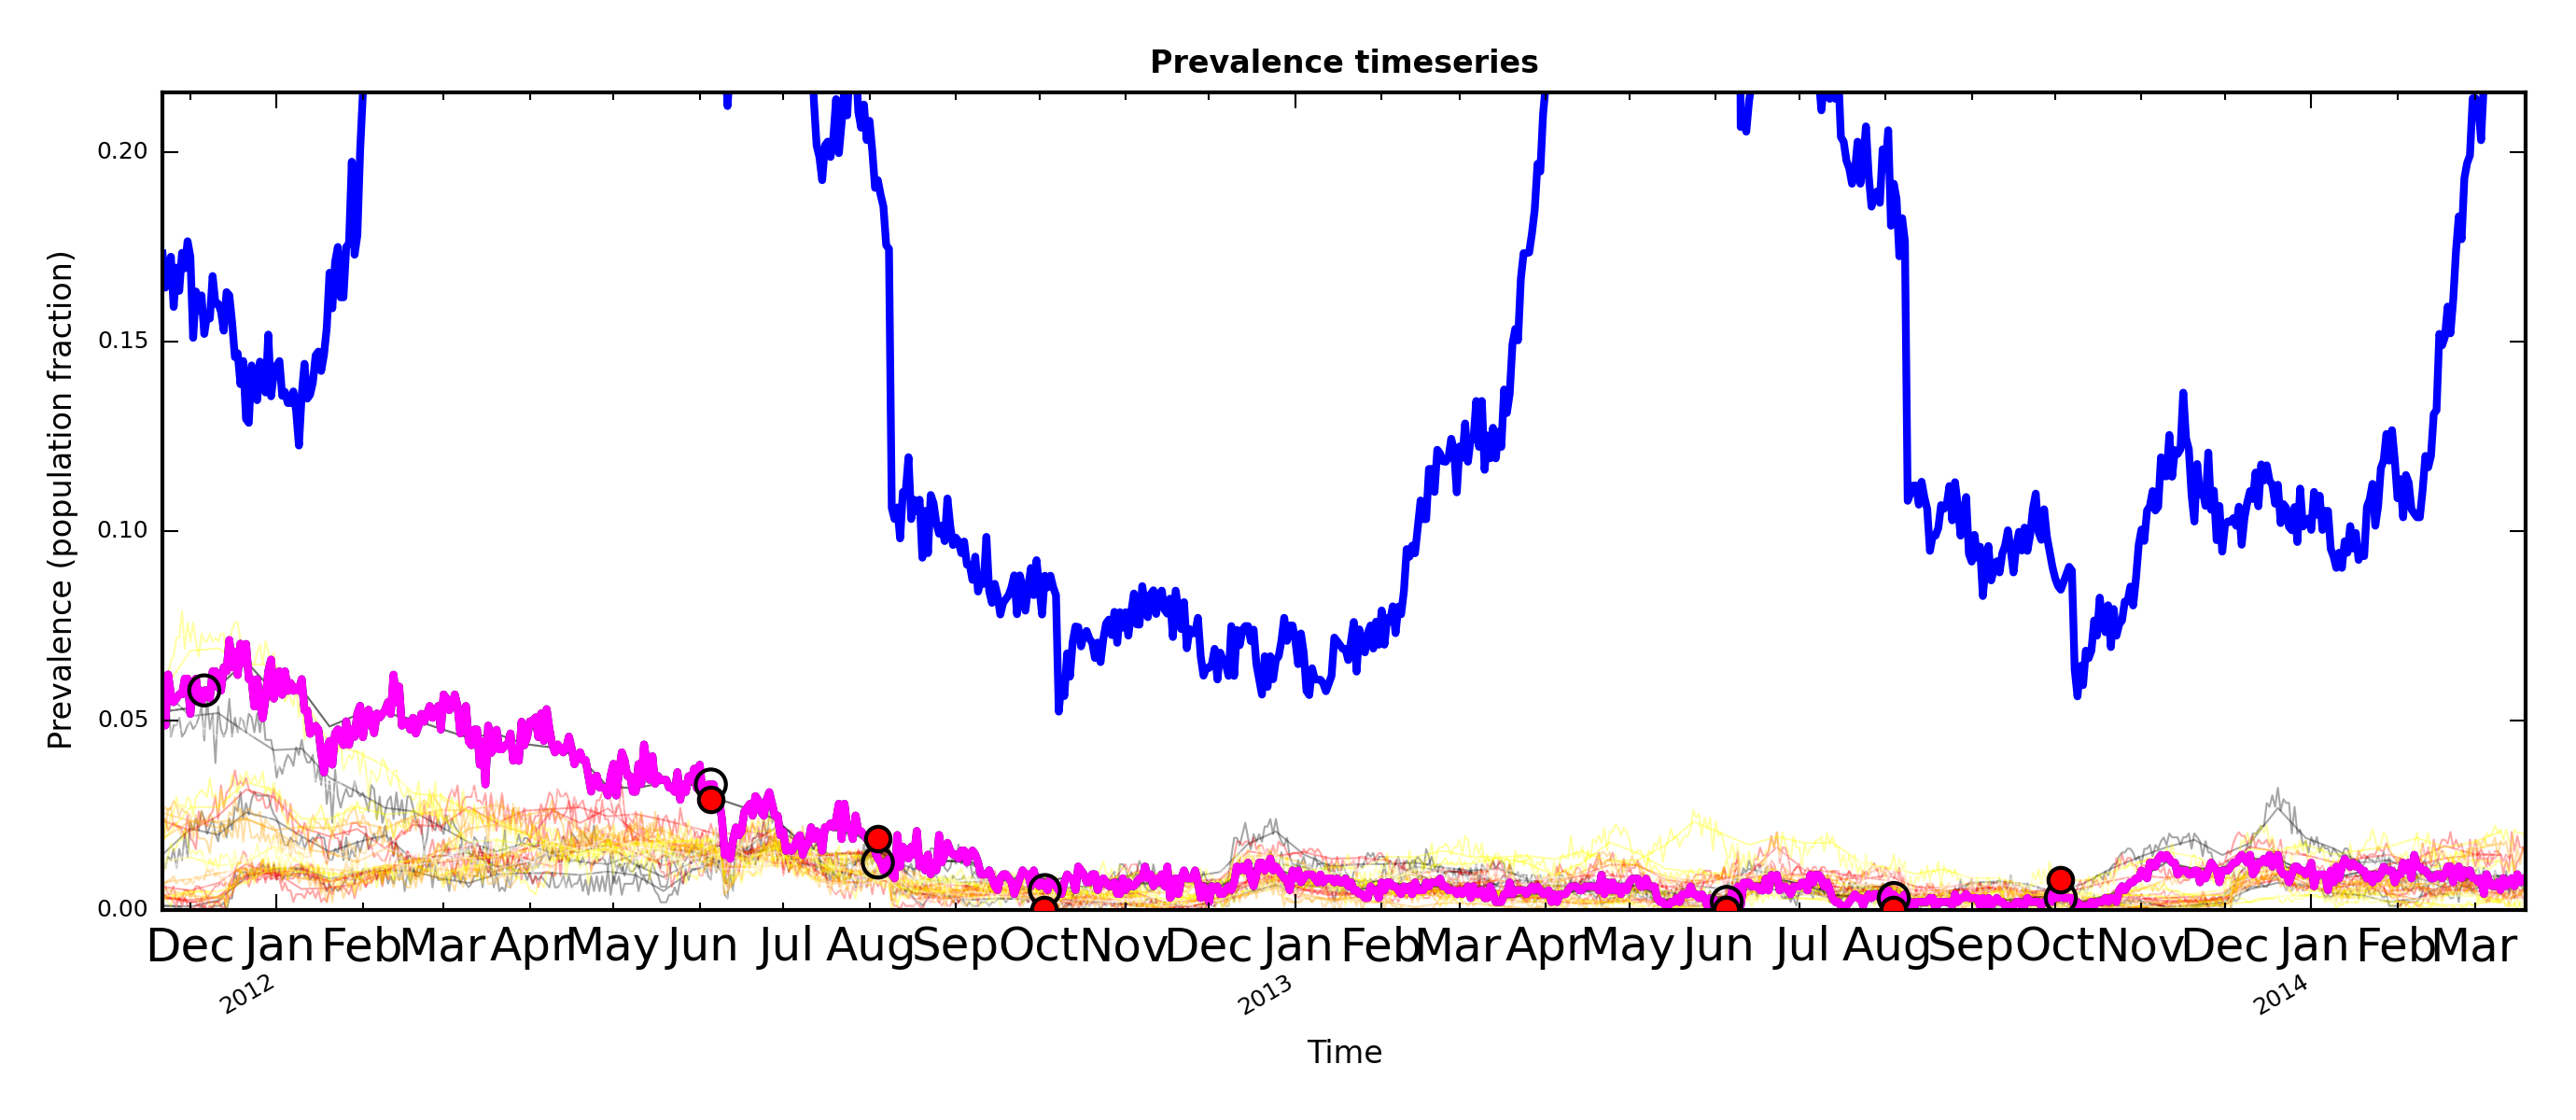 Prevalence timeseries
Prevalence (population fraction)
0.20
0.15
0.10
0.05
0.00
Dec Jan Feb Mar Apr May Jun Jul Aug Sep Oct Nov Dec Jan Feb Mar Apr May Jun Jul Aug Sep Oct Nov Dec Jan Feb Mar
2012 2013 2014
Time